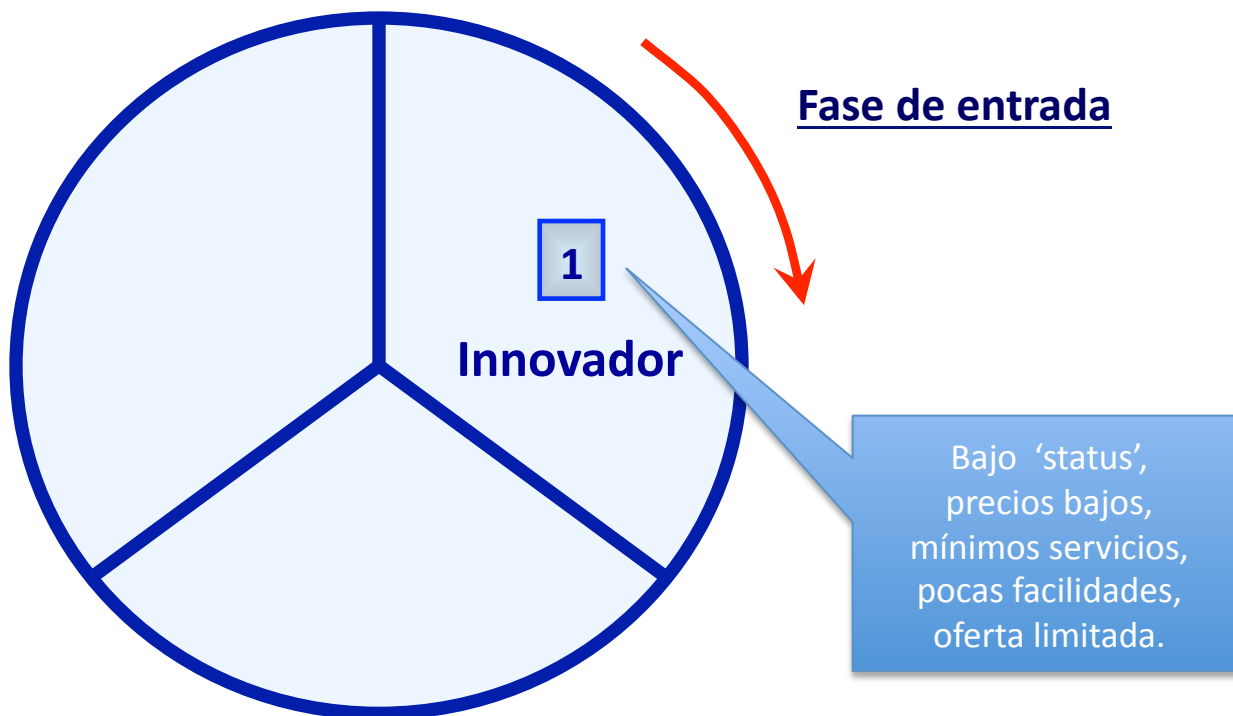 Fase de entrada
1
Innovador
Bajo ‘status’,
precios bajos,
mínimos servicios,
pocas facilidades,
oferta limitada.